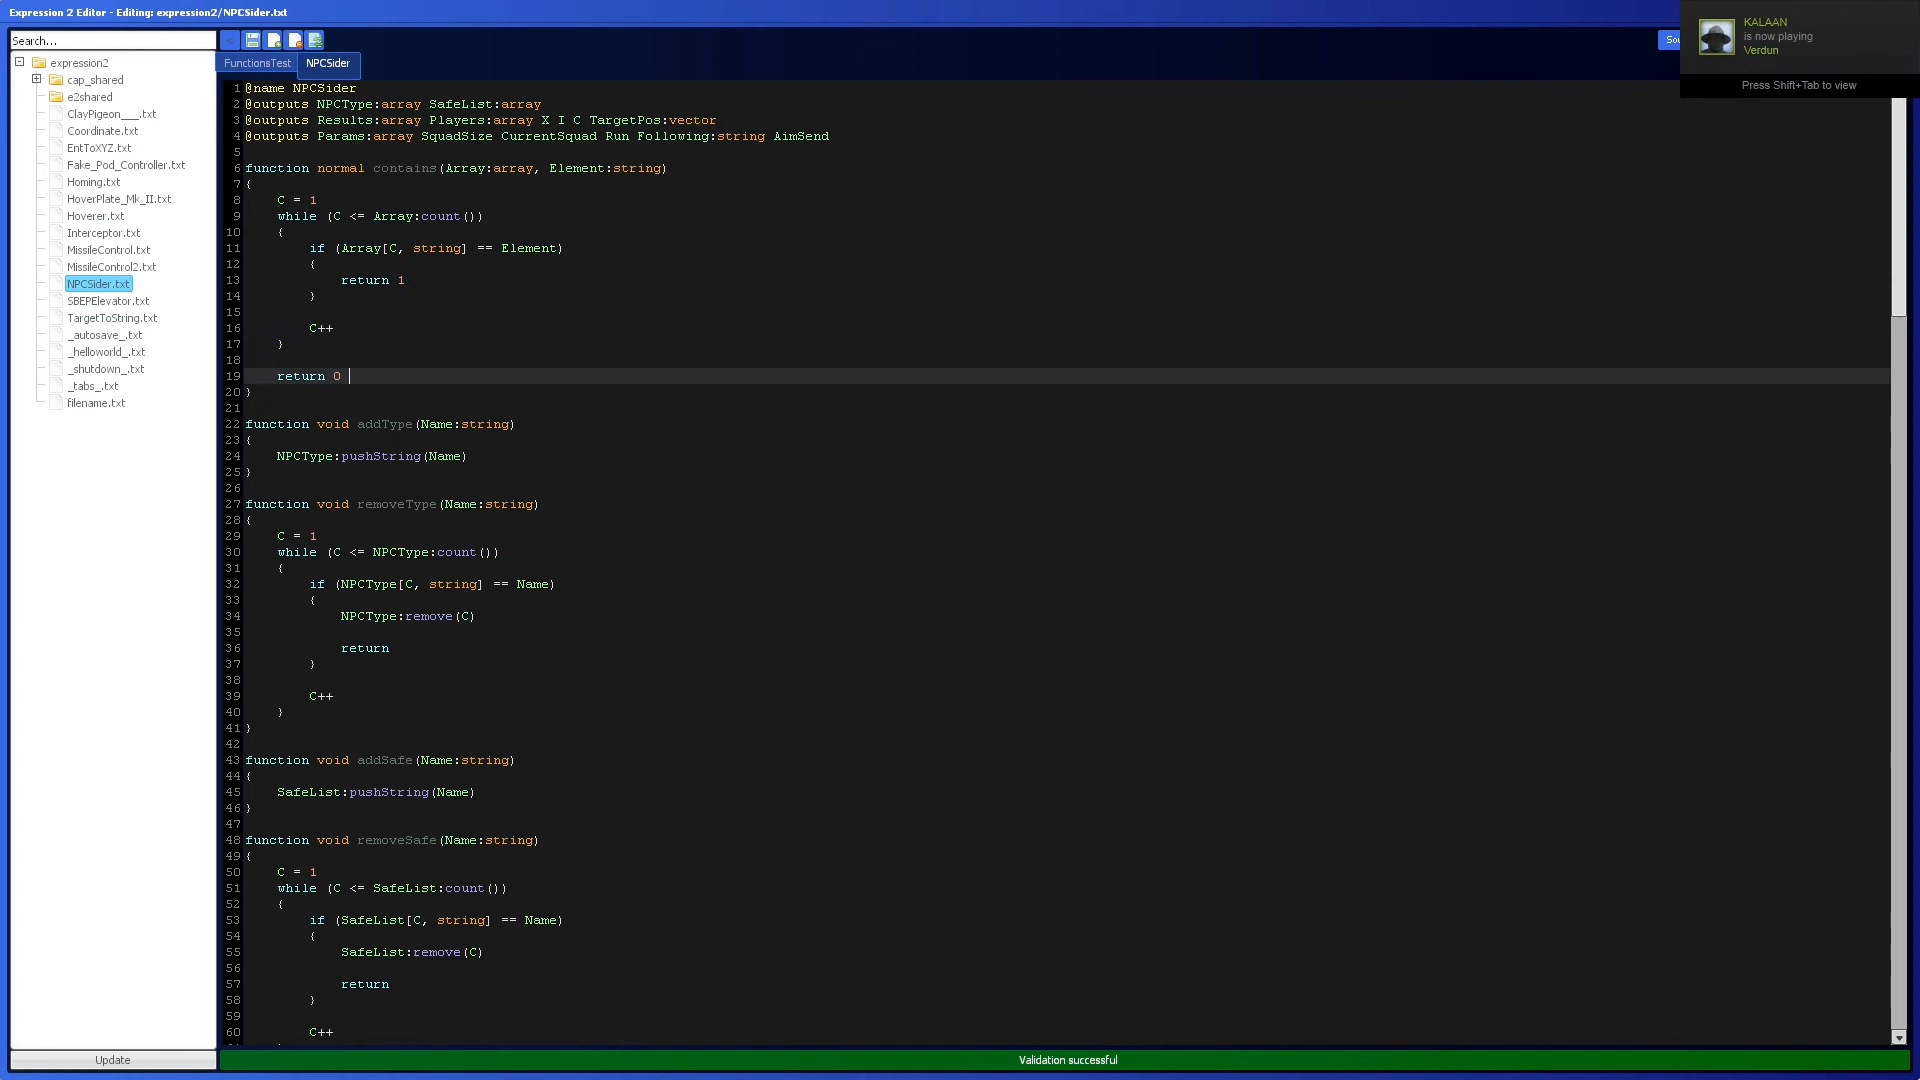 Expression 2 Editor - Editing: expression2/NPCSider.txt
KALAAN
is now playing
Verdun
Press Shift+Tab to view
Search...
Sou
expression2
cap_shared
e2shared
ClayPigeon___.txt
Coordinate.txt
EntToXYZ.txt
Fake_Pod_Controller.txt
Homing.txt
HoverPlate_Mk_II.txt
Hoverer.txt
Interceptor.txt
MissileControl.txt
MissileControl2.txt
NPCSider.txt
SBEPElevator.txt
TargetToString.txt
_autosave_.txt
_helloworld_.txt
_shutdown_.txt
_tabs_.txt
filename.txt
Update
FunctionsTest NPCSider
1 @name NPCSider
2 @outputs NPCType:array SafeList:array
3 @outputs Results:array Players:array X I C TargetPos:vector
4 @outputs Params:array SquadSize CurrentSquad Run Following:string AimSend
5
6 function normal contains(Array:array, Element:string)
7 {
8     C = 1
9     while (C <= Array:count())
10     {
11         if (Array[C, string] == Element)
12         {
13             return 1
14         }
15
16         C++
17     }
18
19     return 0
20 }
21
22 function void addType(Name:string)
23 {
24     NPCType:pushString(Name)
25 }
26
27 function void removeType(Name:string)
28 {
29     C = 1
30     while (C <= NPCType:count())
31     {
32         if (NPCType[C, string] == Name)
33         {
34             NPCType:remove(C)
35
36             return
37         }
38
39         C++
40     }
41 }
42
43 function void addSafe(Name:string)
44 {
45     SafeList:pushString(Name)
46 }
47
48 function void removeSafe(Name:string)
49 {
50     C = 1
51     while (C <= SafeList:count())
52     {
53         if (SafeList[C, string] == Name)
54         {
55             SafeList:remove(C)
56
57             return
58         }
59
60         C++
Validation successful